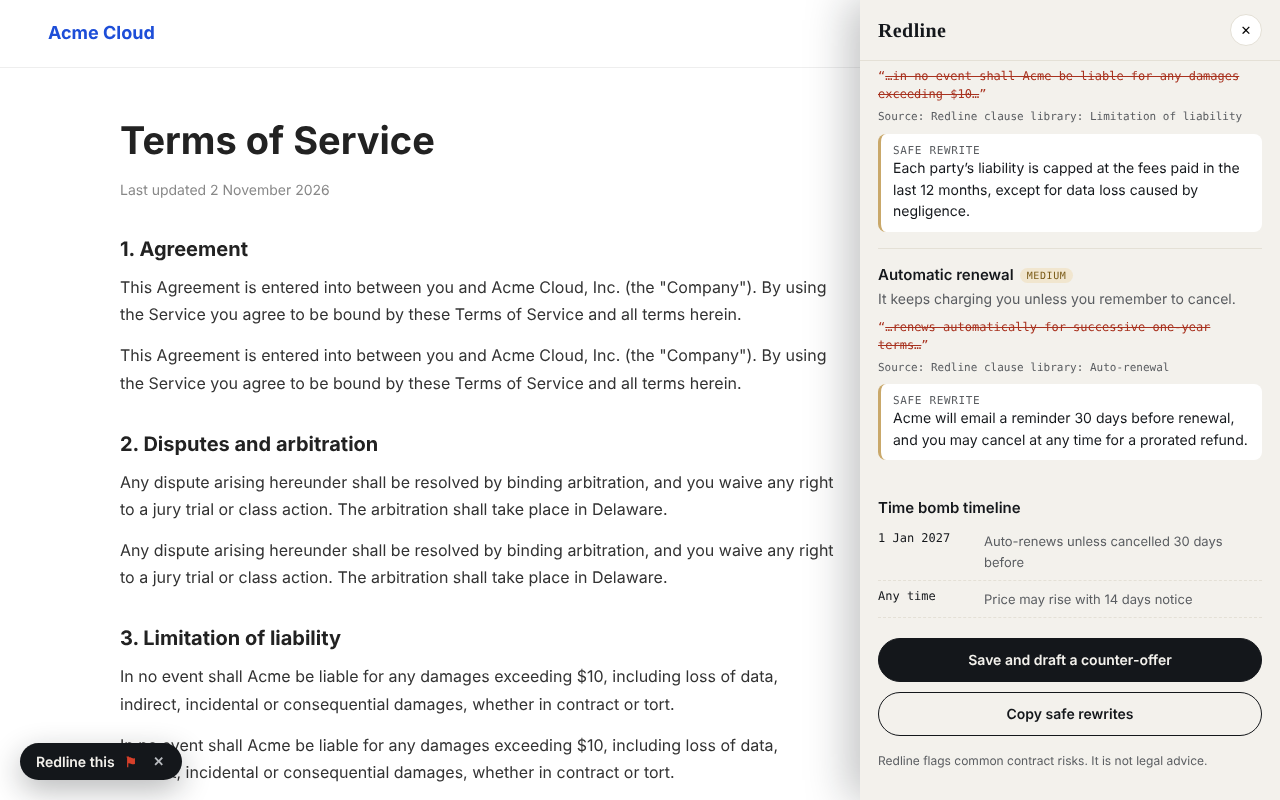 Acme Cloud
Terms of Service
Last updated 2 November 2026
1. Agreement
This Agreement is entered into between you and Acme Cloud, Inc. (the "Company"). By using
the Service you agree to be bound by these Terms of Service and all terms herein.
This Agreement is entered into between you and Acme Cloud, Inc. (the "Company"). By using
the Service you agree to be bound by these Terms of Service and all terms herein.
2. Disputes and arbitration
Any dispute arising hereunder shall be resolved by binding arbitration, and you waive any right
to a jury trial or class action. The arbitration shall take place in Delaware.
Any dispute arising hereunder shall be resolved by binding arbitration, and you waive any right
to a jury trial or class action. The arbitration shall take place in Delaware.
3. Limitation of liability
In no event shall Acme be liable for any damages exceeding $10, including loss of data,
indirect, incidental or consequential damages, whether in contract or tort.
In no event shall Acme be liable for any damages exceeding $10, including loss of data,
incidental or consequential damages, whether in contract or tort.
Redline this ✕
Redline ✕
“…in no event shall Acme be liable for any damages
exceeding $10…”
Source: Redline clause library: Limitation of liability
SAFE REWRITE
Each party’s liability is capped at the fees paid in the
last 12 months, except for data loss caused by
negligence.
Automatic renewal MEDIUM
It keeps charging you unless you remember to cancel.
“…renews automatically for successive one-year
terms…”
Source: Redline clause library: Auto-renewal
SAFE REWRITE
Acme will email a reminder 30 days before renewal,
and you may cancel at any time for a prorated refund.
Time bomb timeline
1 Jan 2027 Auto-renews unless cancelled 30 days
before
Any time Price may rise with 14 days notice
Save and draft a counter-offer
Copy safe rewrites
Redline flags common contract risks. It is not legal advice.